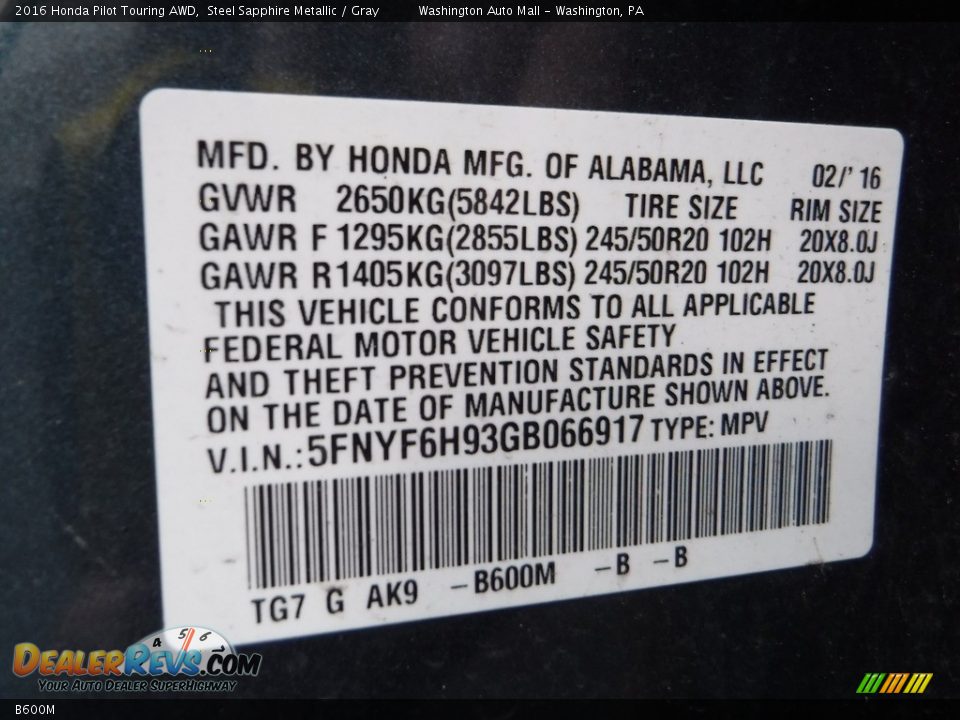 2016 Honda Pilot Touring AWD, Steel Sapphire Metallic / Gray Washington Auto Mall - Washington, PA
MFD. BY HONDA MFG. OF ALABAMA, LLC 02/'16
GVWR 2650KG(5842LBS) TIRE SIZE RIM SIZE
GAWR F 1295KG(2855LBS) 245/50R20 102H 20X8.0J
GAWR R 1405KG(3097LBS) 245/50R20 102H 20X8.0J
THIS VEHICLE CONFORMS TO ALL APPLICABLE
FEDERAL MOTOR VEHICLE SAFETY
AND THEFT PREVENTION STANDARDS IN EFFECT
ON THE DATE OF MANUFACTURE SHOWN ABOVE.
V.I.N.:5FNYF6H93GB066917 TYPE: MPV
TG7 G AK9 -B600M -B -B
4 5 6
DEALERREVS.COM
YOUR AUTO DEALER SUPERHIGHWAY
B600M